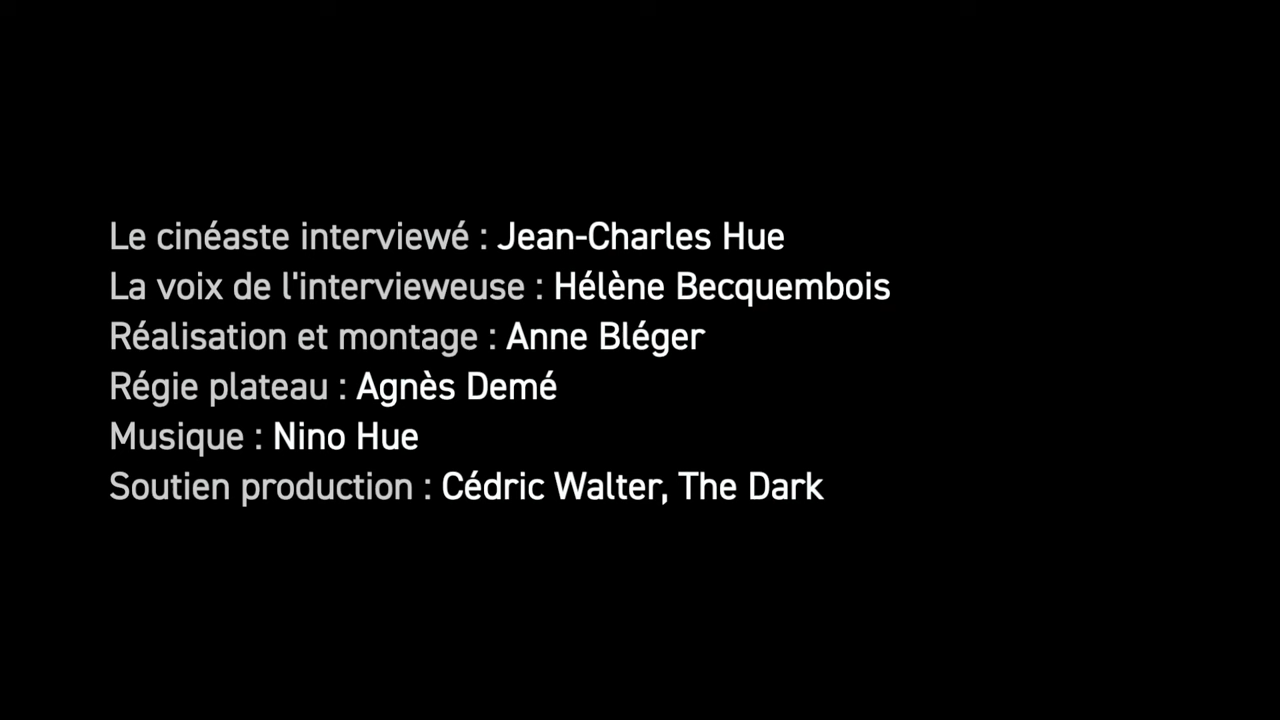 Le cinéaste interviewé : Jean-Charles Hue
La voix de l'intervieweuse : Hélène Becquembois
Réalisation et montage : Anne Bléger
Régie plateau : Agnès Demé
Musique : Nino Hue
Soutien production : Cédric Walter, The Dark